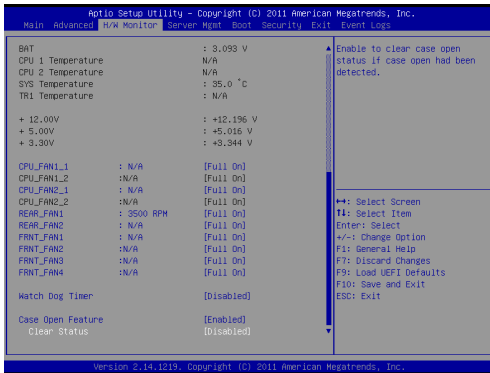 Aptio Setup Utility – Copyright (C) 2011 American Megatrends, Inc.
Main Advanced H/W Monitor Server Mgmt Boot Security Exit Event Logs
BAT : 3.093 V
CPU 1 Temperature N/A
CPU 2 Temperature N/A
SYS Temperature : 35.0 °C
TR1 Temperature : N/A
+ 12.00V : +12.196 V
+ 5.00V : +5.016 V
+ 3.30V : +3.344 V
CPU_FAN1_1 : N/A [Full On]
CPU_FAN1_2 :N/A [Full On]
CPU_FAN2_1 : N/A [Full On]
CPU_FAN2_2 :N/A [Full On]
REAR_FAN1 : 3500 RPM [Full On]
REAR_FAN2 : N/A [Full On]
FRNT_FAN1 : N/A [Full On]
FRNT_FAN2 :N/A [Full On]
FRNT_FAN3 :N/A [Full On]
FRNT_FAN4 :N/A [Full On]
Watch Dog Timer [Disabled]
Case Open Feature [Enabled]
Clear Status [Disabled]
Enable to clear case open
status if case open had been
detected.
↔: Select Screen
↑↓: Select Item
Enter: Select
+/-: Change Option
F1: General Help
F7: Discard Changes
F9: Load UEFI Defaults
F10: Save and Exit
ESC: Exit
Version 2.14.1219. Copyright (C) 2011 American Megatrends, Inc.